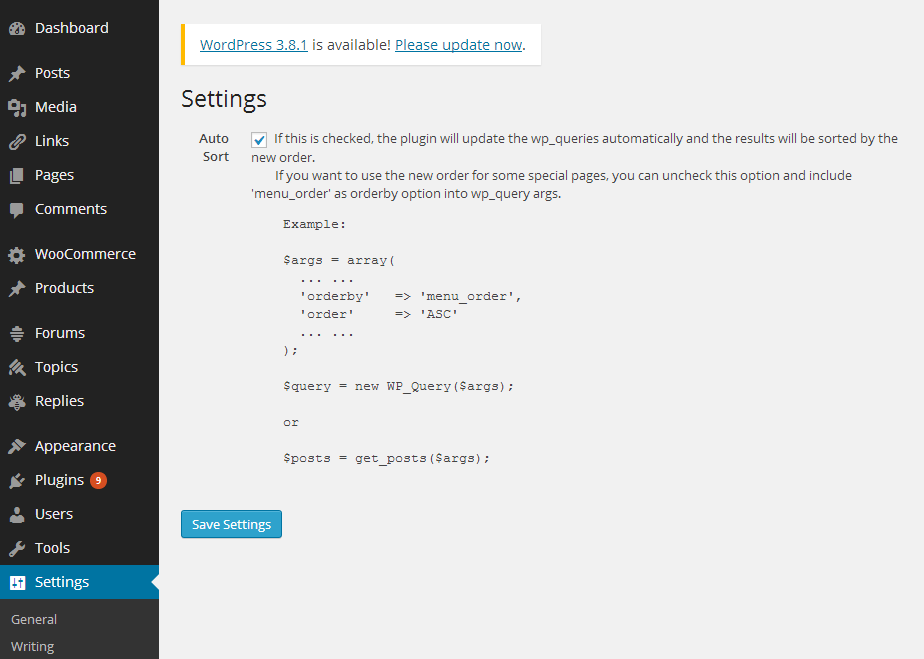 Dashboard
Posts
Media
Links
Pages
Comments
WooCommerce
Products
Forums
Topics
Replies
Appearance
Plugins 9
Users
Tools
Settings
General
Writing
WordPress 3.8.1 is available! Please update now.
Settings
Auto
Sort
If this is checked, the plugin will update the wp_queries automatically and the results will be sorted by the
new order.
If you want to use the new order for some special pages, you can uncheck this option and include
'menu_order' as orderby option into wp_query args.
Example:
$args = array(
... ...
'orderby'   => 'menu_order',
'order'     => 'ASC'
... ...
);
$query = new WP_Query($args);
or
$posts = get_posts($args);
Save Settings